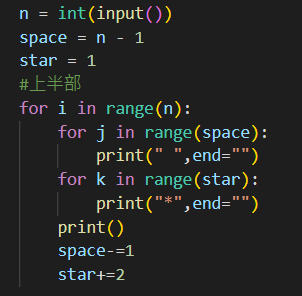 n = int(input())
space = n - 1
star = 1
#上半部
for i in range(n):
    for j in range(space):
        print(" ",end="")
    for k in range(star):
        print("*",end="")
    print()
    space-=1
    star+=2